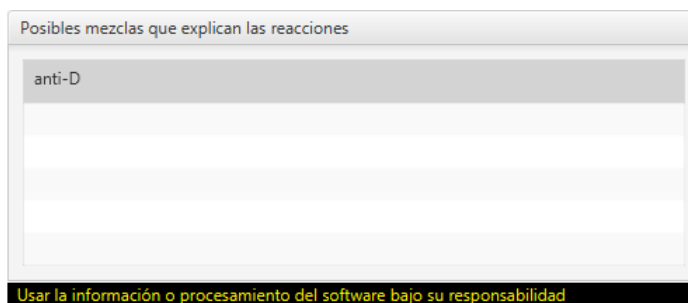 Posibles mezclas que explican las reacciones
anti-D
Usar la información o procesamiento del software bajo su responsabilidad